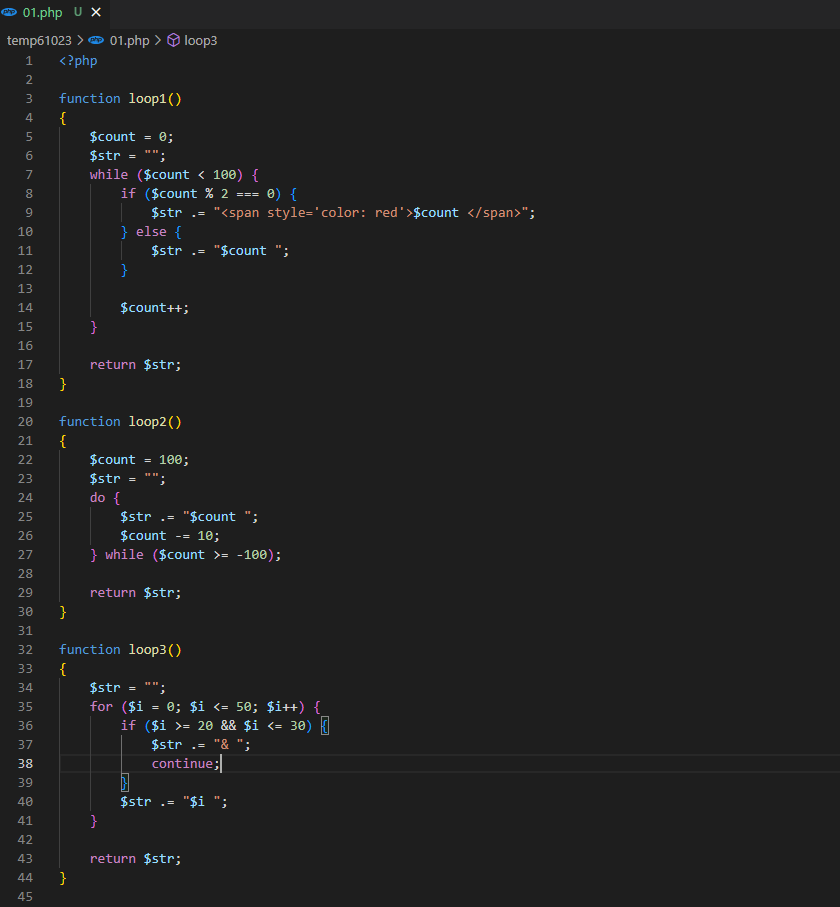 php 01.php U ×
temp61023 > php 01.php > loop3
1 <?php
2
3 function loop1()
4 {
5     $count = 0;
6     $str = "";
7     while ($count < 100) {
8         if ($count % 2 === 0) {
9             $str .= "<span style='color: red'>$count </span>";
10         } else {
11             $str .= "$count ";
12         }
13
14         $count++;
15     }
16
17     return $str;
18 }
19
20 function loop2()
21 {
22     $count = 100;
23     $str = "";
24     do {
25         $str .= "$count ";
26         $count -= 10;
27     } while ($count >= -100);
28
29     return $str;
30 }
31
32 function loop3()
33 {
34     $str = "";
35     for ($i = 0; $i <= 50; $i++) {
36         if ($i >= 20 && $i <= 30) {
37             $str .= "& ";
38             continue;
39         }
40         $str .= "$i ";
41     }
42
43     return $str;
44 }
45